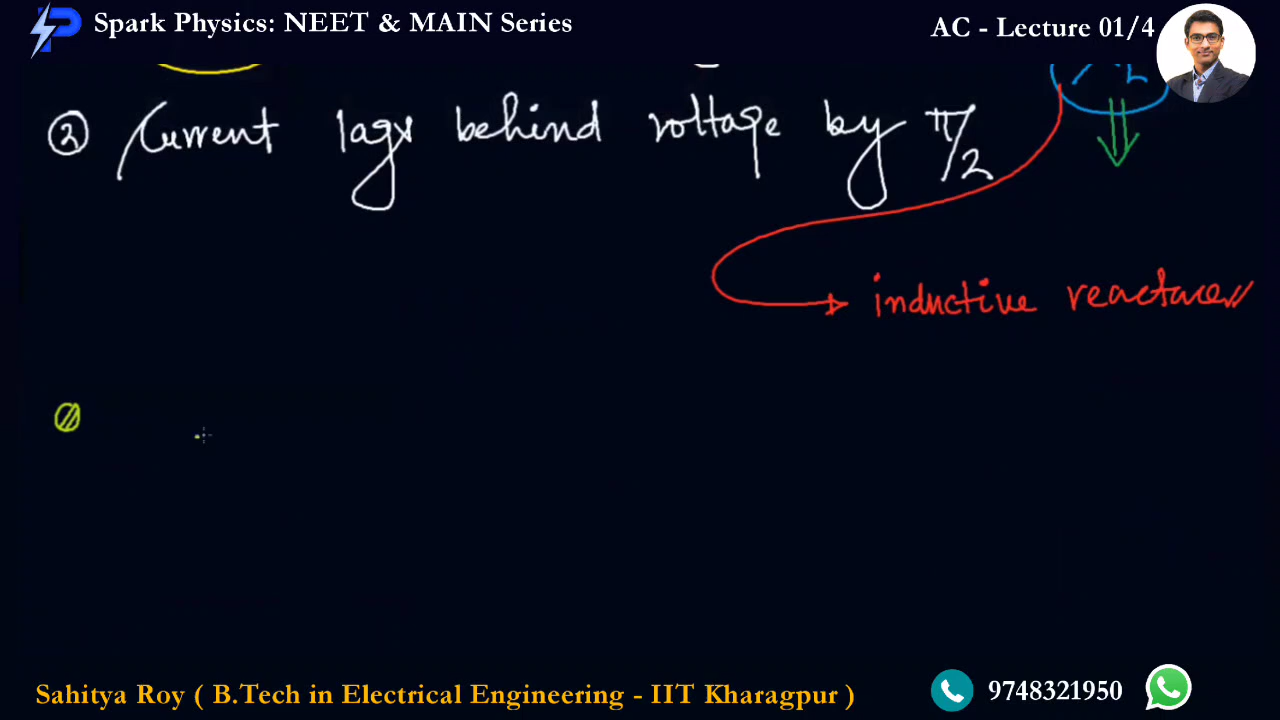 Spark Physics: NEET & MAIN Series
AC - Lecture 01/4
X_L
② Current lags behind voltage by π/2
inductive reactance
Sahitya Roy ( B.Tech in Electrical Engineering - IIT Kharagpur )
9748321950